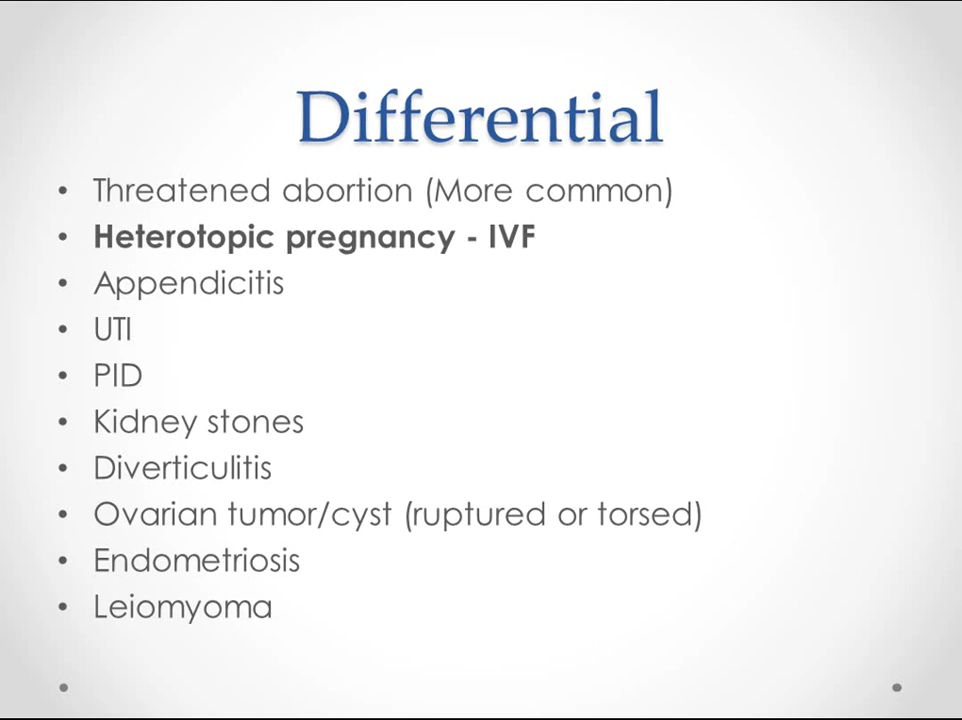 Differential
• Threatened abortion (More common)
• Heterotopic pregnancy - IVF
• Appendicitis
• UTI
• PID
• Kidney stones
• Diverticulitis
• Ovarian tumor/cyst (ruptured or torsed)
• Endometriosis
• Leiomyoma